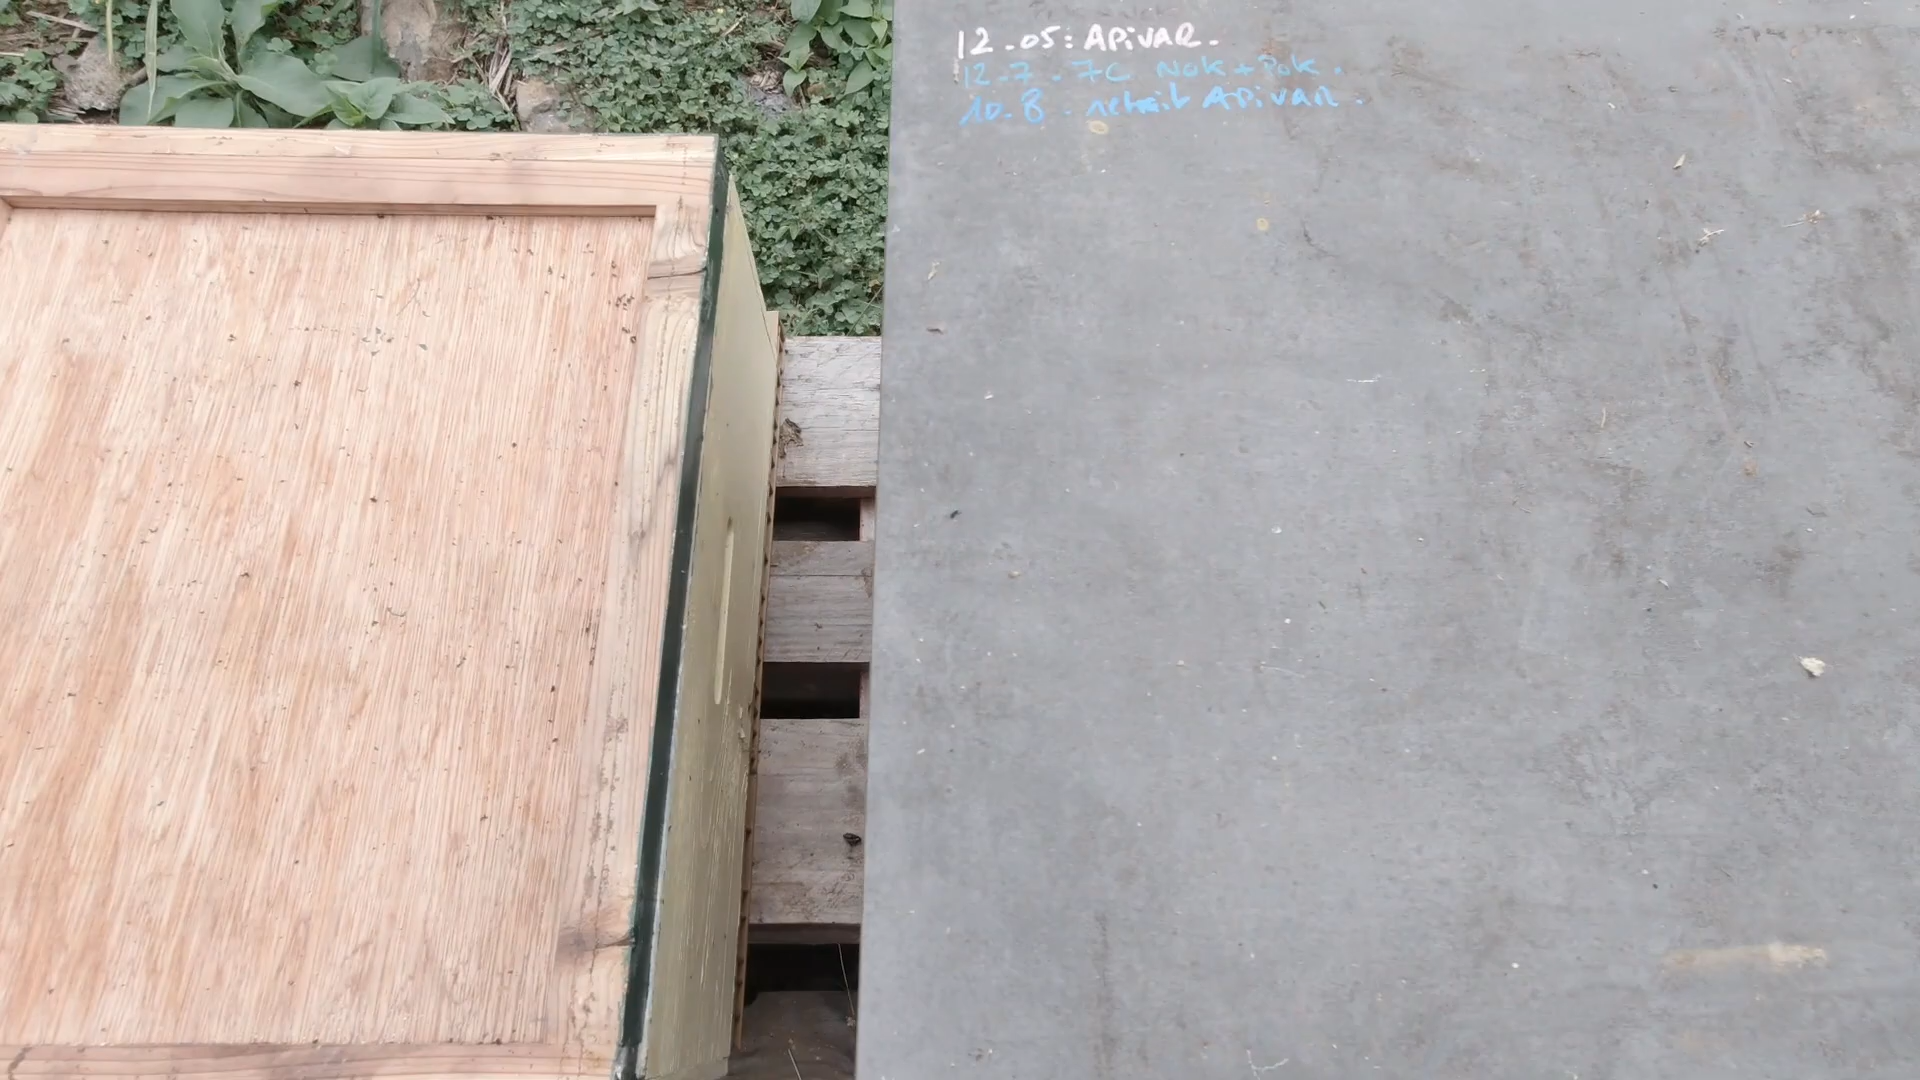 12.05: APiVAR.
12.7. 7C NOK + POK.
10.8. retrait APiVAR.